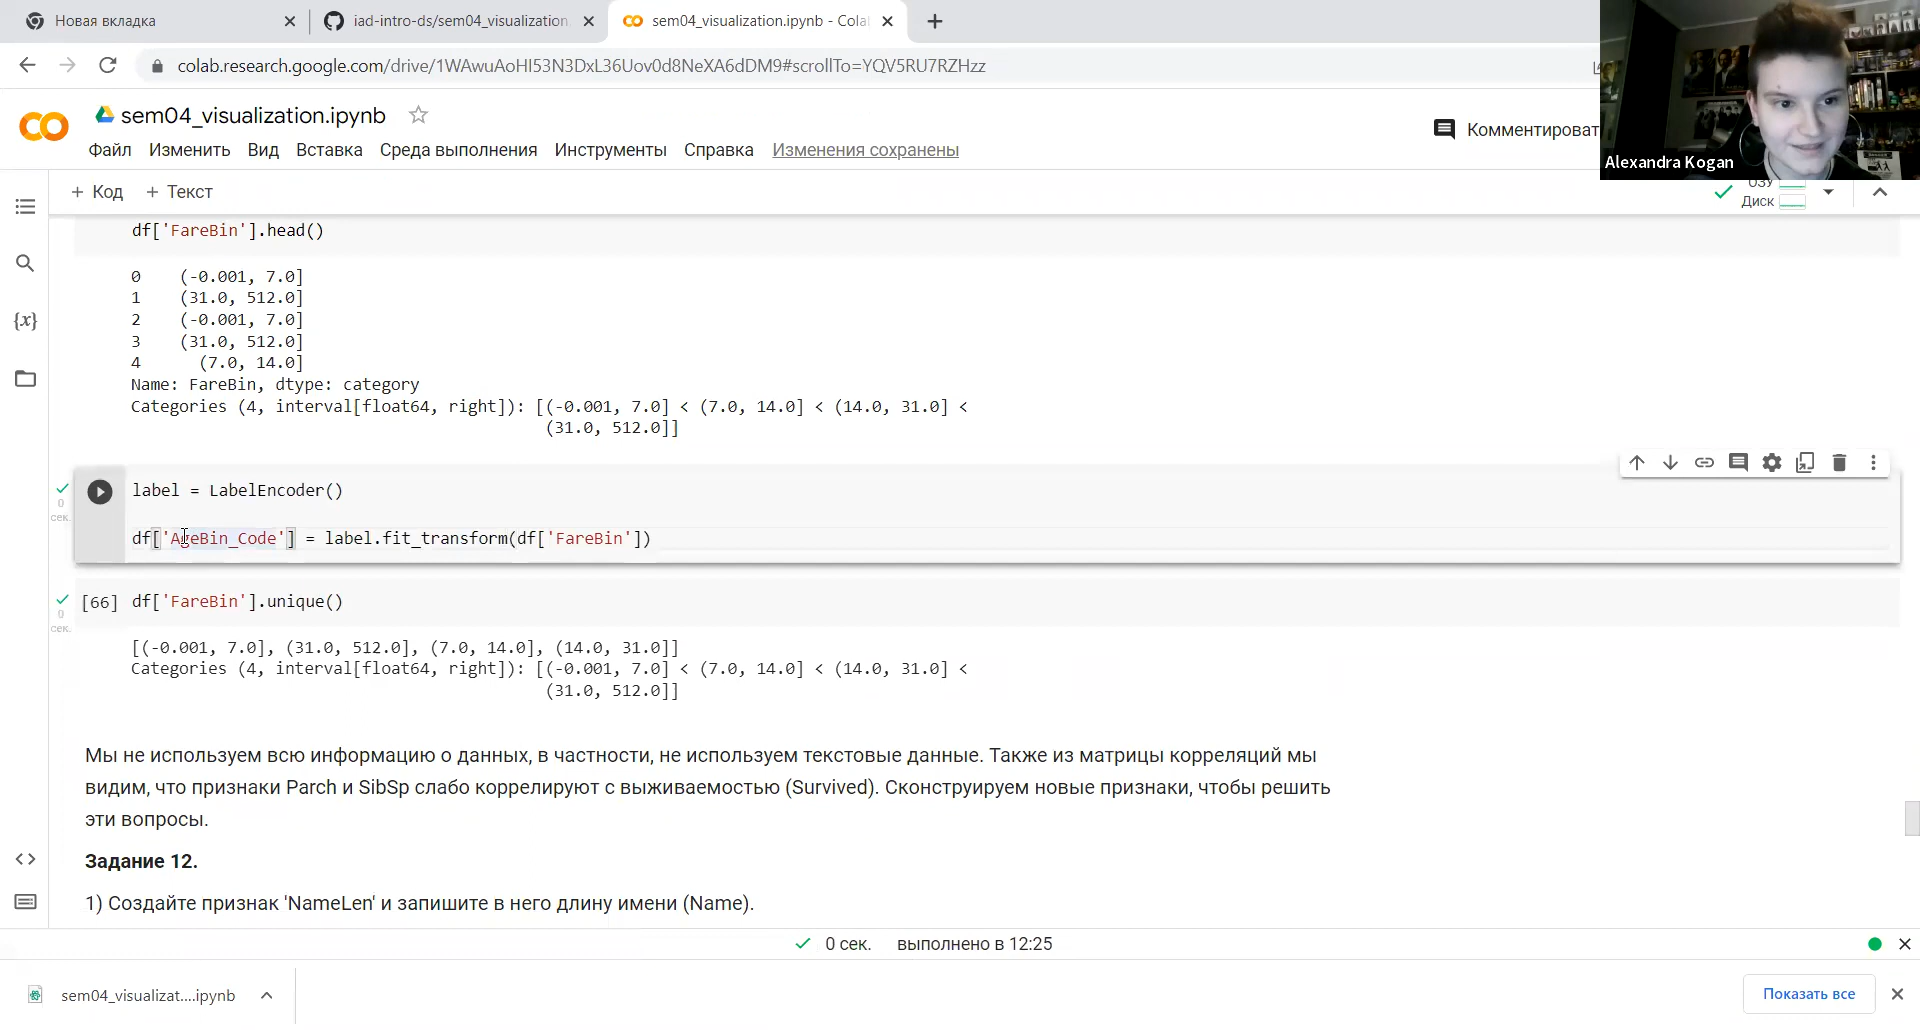 Новая вкладка
iad-intro-ds/sem04_visualization
sem04_visualization.ipynb - Cola
colab.research.google.com/drive/1WAwuAoHI53N3DxL36Uov0d8NeXA6dDM9#scrollTo=YQV5RU7RZHzz
sem04_visualization.ipynb
Файл Изменить Вид Вставка Среда выполнения Инструменты Справка Изменения сохранены
Комментироват
Alexandra Kogan
+ Код + Текст
ОЗУ
Диск
df['FareBin'].head()
0 (-0.001, 7.0]
1 (31.0, 512.0]
2 (-0.001, 7.0]
3 (31.0, 512.0]
4 (7.0, 14.0]
Name: FareBin, dtype: category
Categories (4, interval[float64, right]): [(-0.001, 7.0] < (7.0, 14.0] < (14.0, 31.0] <
(31.0, 512.0]]
0
сек.
label = LabelEncoder()
df['AgeBin_Code'] = label.fit_transform(df['FareBin'])
0
сек.
[66] df['FareBin'].unique()
[(-0.001, 7.0], (31.0, 512.0], (7.0, 14.0], (14.0, 31.0]]
Categories (4, interval[float64, right]): [(-0.001, 7.0] < (7.0, 14.0] < (14.0, 31.0] <
(31.0, 512.0]]
Мы не используем всю информацию о данных, в частности, не используем текстовые данные. Также из матрицы корреляций мы
видим, что признаки Parch и SibSp слабо коррелируют с выживаемостью (Survived). Сконструируем новые признаки, чтобы решить
эти вопросы.
Задание 12.
1) Создайте признак 'NameLen' и запишите в него длину имени (Name).
0 сек. выполнено в 12:25
sem04_visualizat....ipynb
Показать все